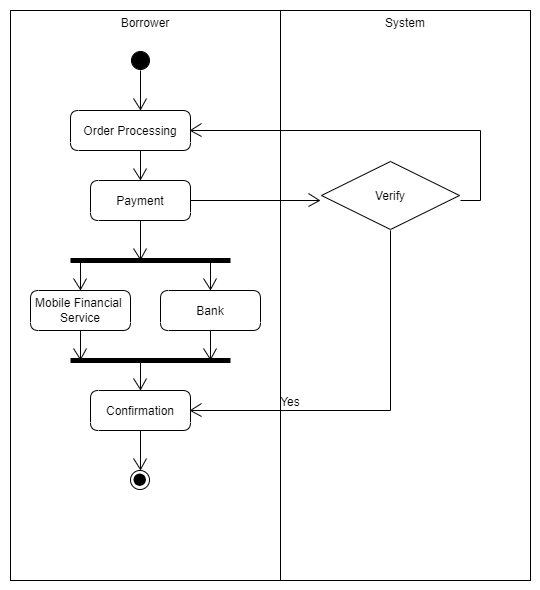 Borrower
System
Order Processing
Payment
Verify
Mobile Financial
Service
Bank
Yes
Confirmation